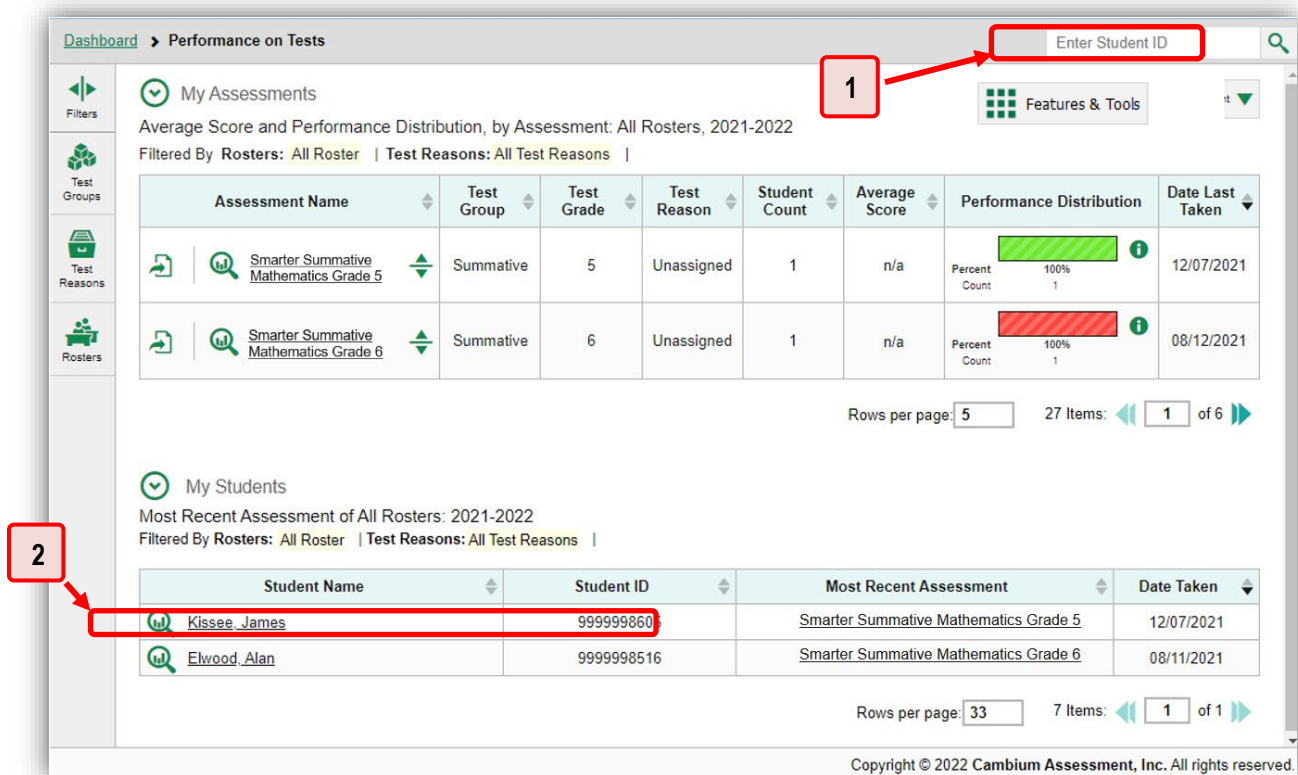 Dashboard > Performance on Tests
Enter Student ID
1
Filters
My Assessments
Features & Tools
Average Score and Performance Distribution, by Assessment: All Rosters, 2021-2022
Filtered By Rosters: All Roster | Test Reasons: All Test Reasons |
Test Groups
Test Reasons
Rosters
Assessment Name Test Group Test Grade Test Reason Student Count Average Score Performance Distribution Date Last Taken
Smarter Summative Mathematics Grade 5 Summative 5 Unassigned 1 n/a Percent 100% Count 1 12/07/2021
Smarter Summative Mathematics Grade 6 Summative 6 Unassigned 1 n/a Percent 100% Count 1 08/12/2021
Rows per page: 5 27 Items: 1 of 6
My Students
Most Recent Assessment of All Rosters: 2021-2022
Filtered By Rosters: All Roster | Test Reasons: All Test Reasons |
2
Student Name Student ID Most Recent Assessment Date Taken
Kissee, James 9999998605 Smarter Summative Mathematics Grade 5 12/07/2021
Elwood, Alan 9999998516 Smarter Summative Mathematics Grade 6 08/11/2021
Rows per page: 33 7 Items: 1 of 1
Copyright © 2022 Cambium Assessment, Inc. All rights reserved.